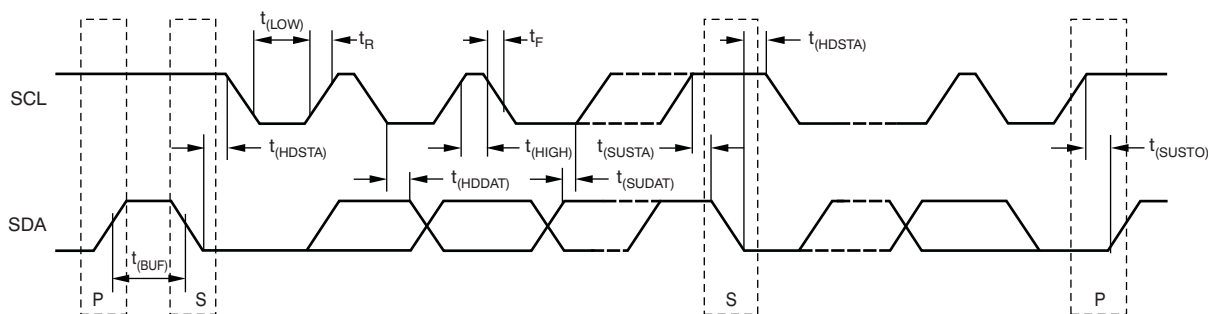 t(LOW)
tR
tF
t(HDSTA)
SCL
t(HDSTA)
t(HIGH)
t(SUSTA)
t(SUSTO)
t(HDDAT)
t(SUDAT)
SDA
t(BUF)
P
S
S
P